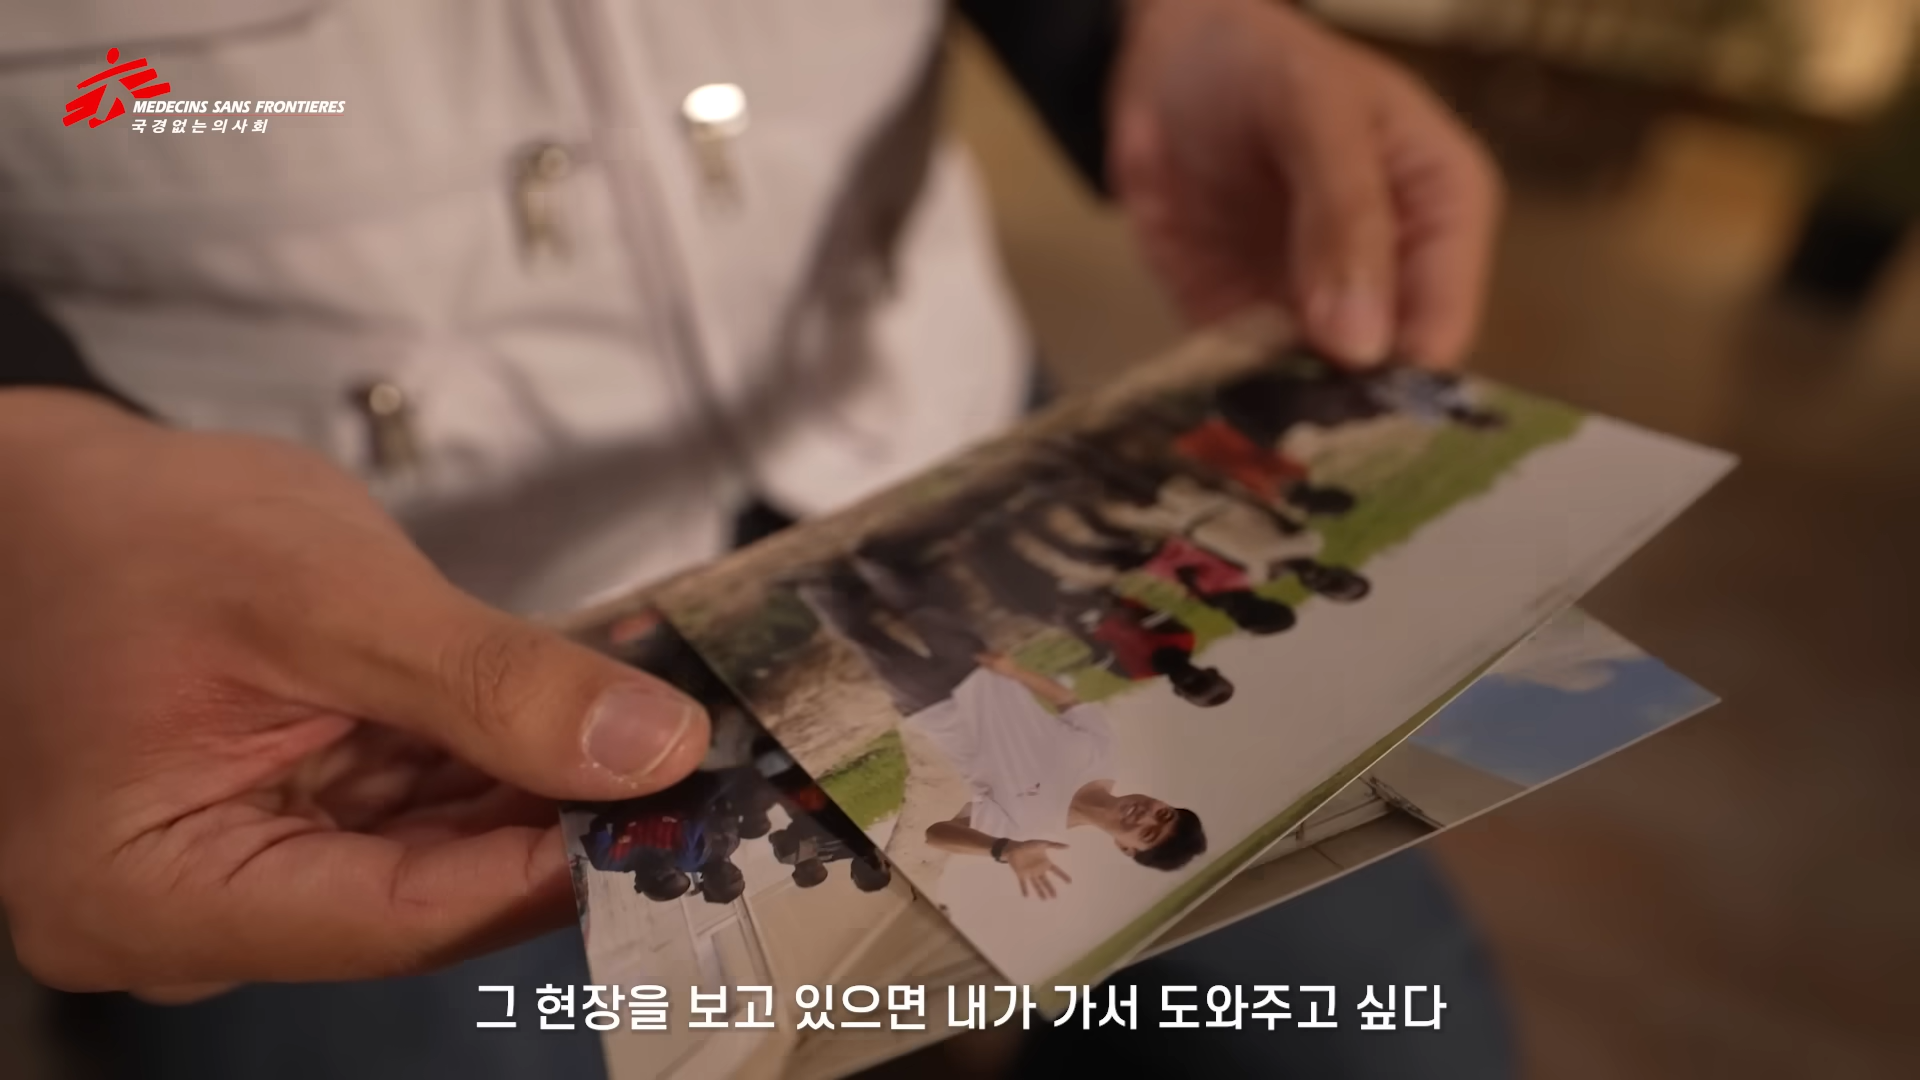 MEDECINS SANS FRONTIERES
국경없는의사회
그 현장을 보고 있으면 내가 가서 도와주고 싶다